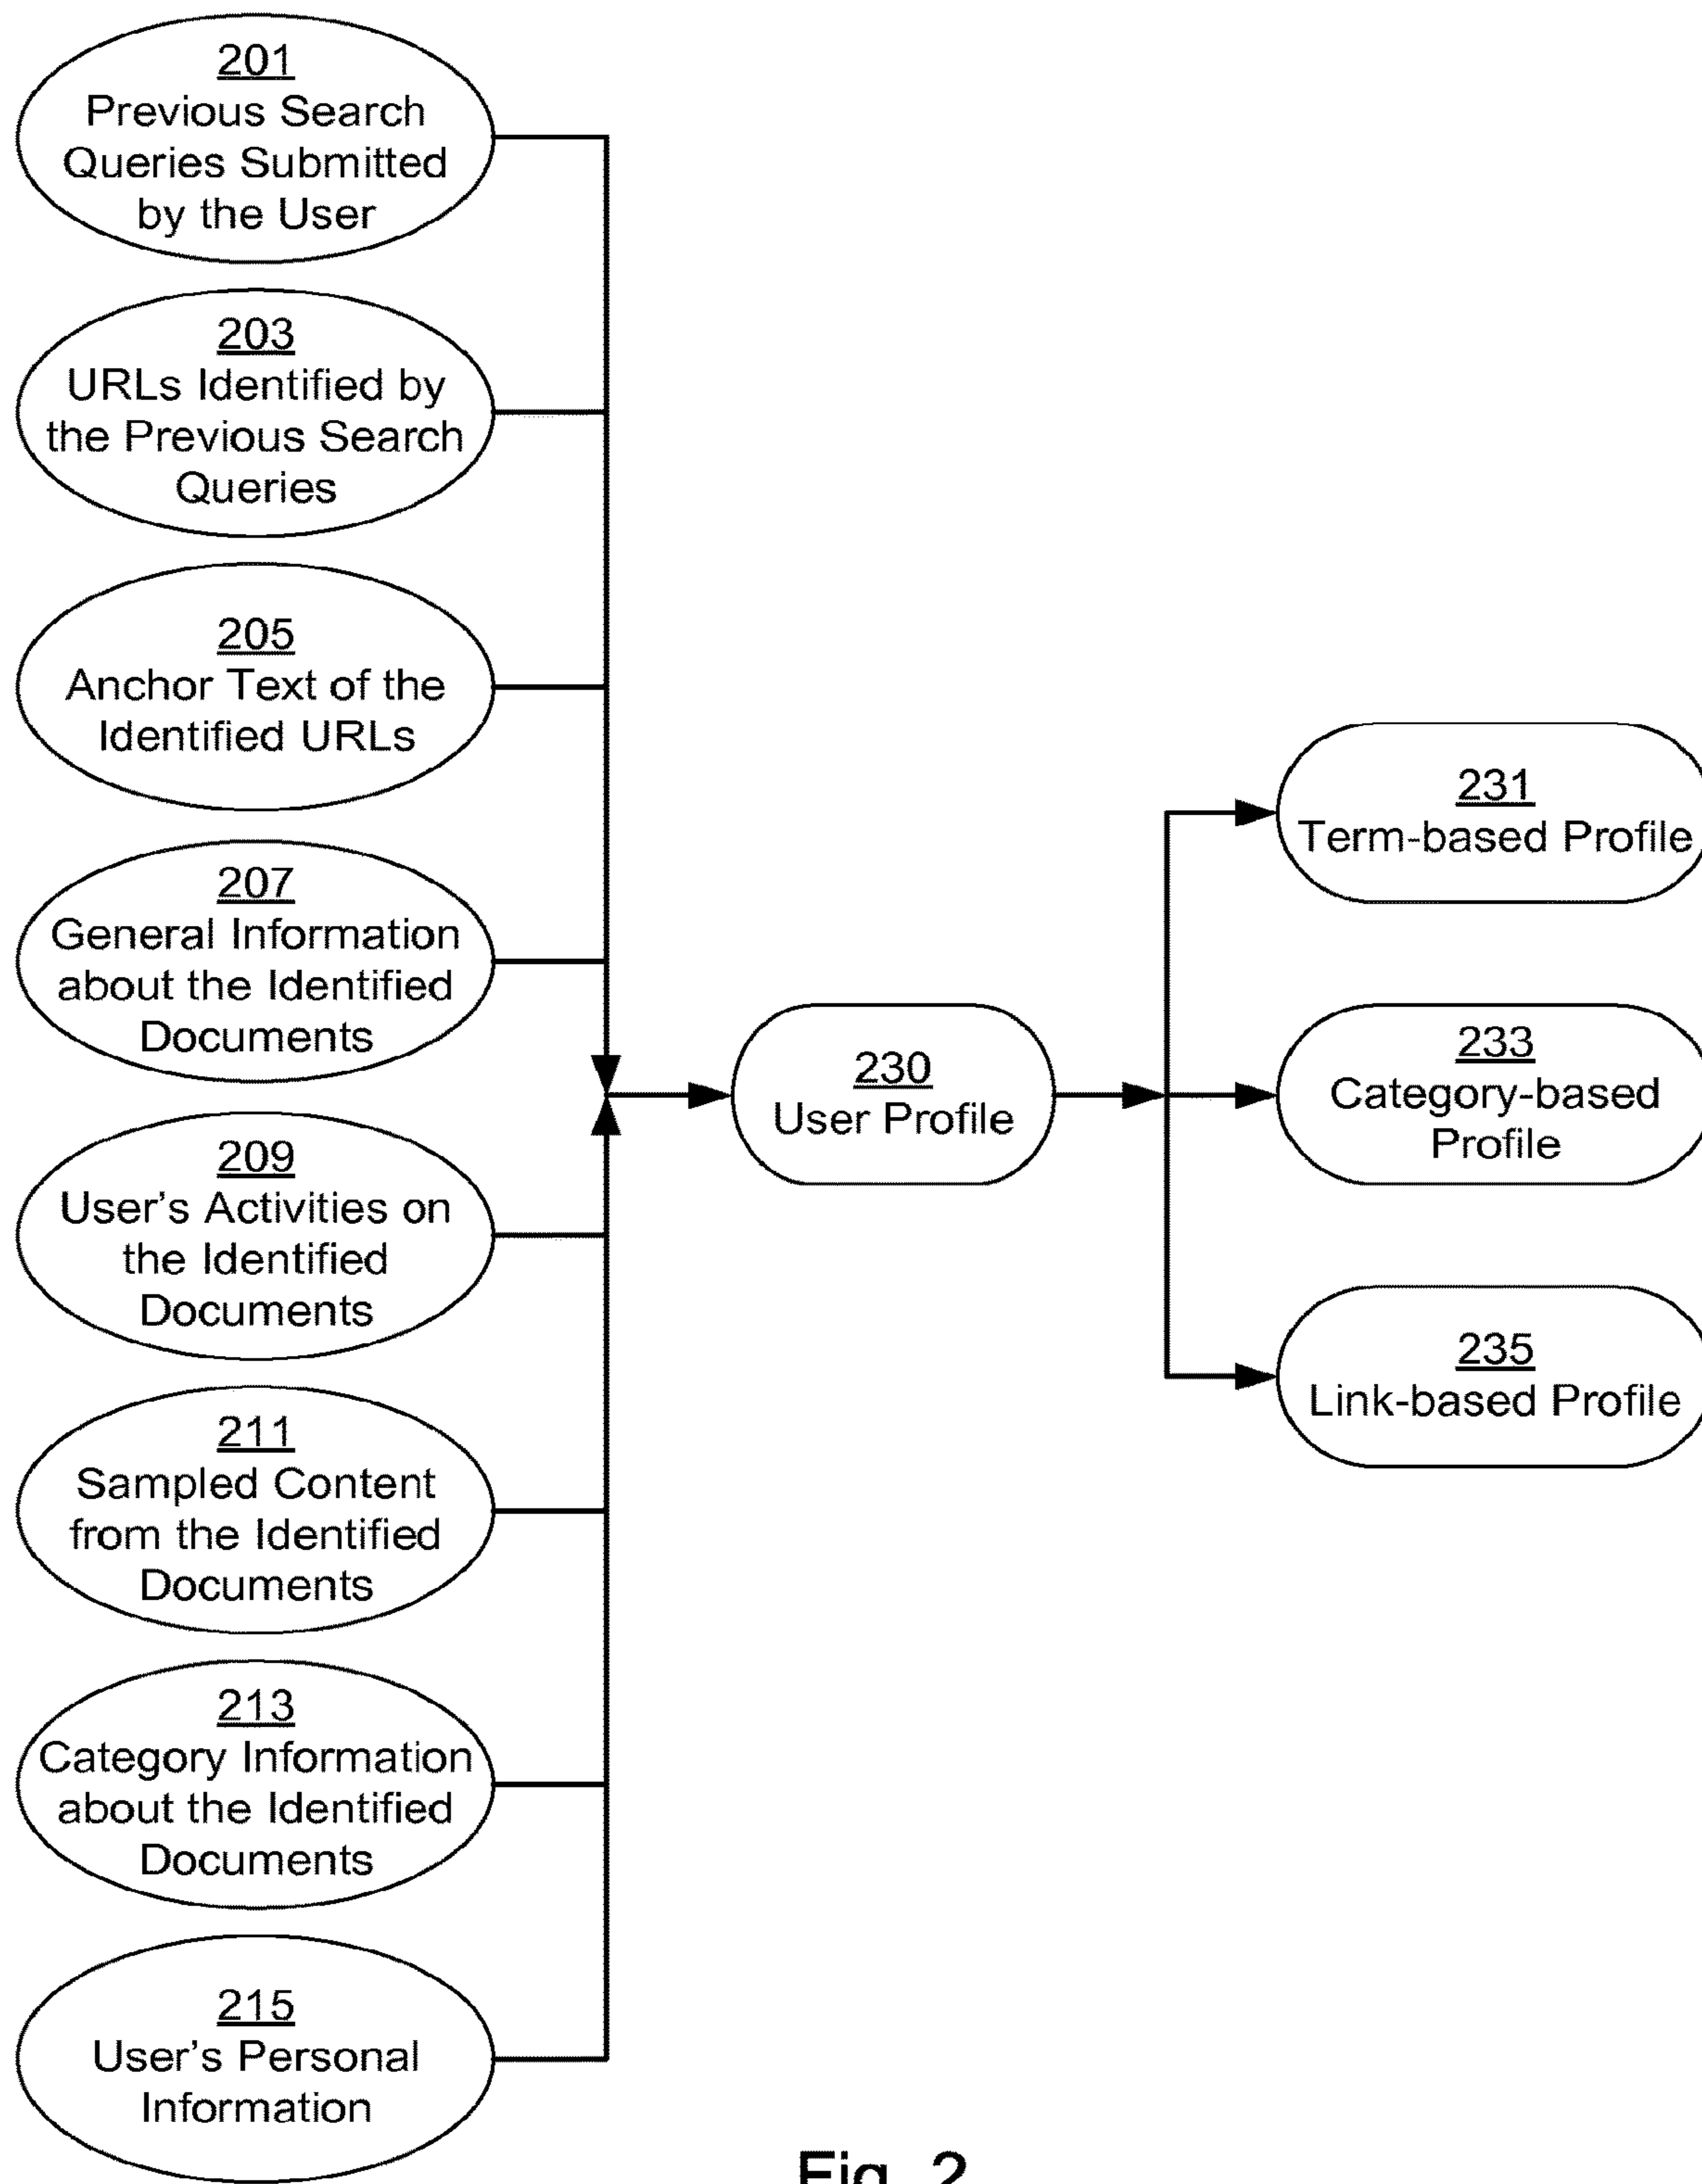 201
Previous Search
Queries Submitted
by the User
203
URLs Identified by
the Previous Search
Queries
205
Anchor Text of the
Identified URLs
207
General Information
about the Identified
Documents
209
User's Activities on
the Identified
Documents
211
Sampled Content
from the Identified
Documents
213
Category Information
about the Identified
Documents
215
User's Personal
Information
230
User Profile
231
Term-based Profile
233
Category-based
Profile
235
Link-based Profile
Fig. 2